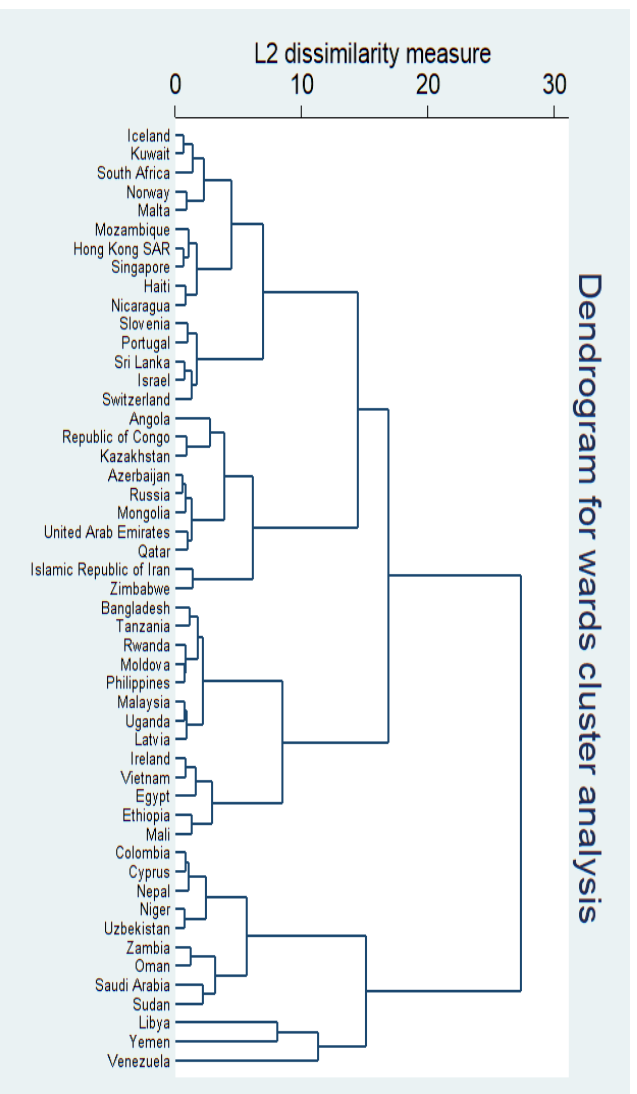 L2 dissimilarity measure
0 10 20 30
Iceland
Kuwait
South Africa
Norway
Malta
Mozambique
Hong Kong SAR
Singapore
Haiti
Nicaragua
Slovenia
Portugal
Sri Lanka
Israel
Switzerland
Angola
Republic of Congo
Kazakhstan
Azerbaijan
Russia
Mongolia
United Arab Emirates
Qatar
Islamic Republic of Iran
Zimbabwe
Bangladesh
Tanzania
Rwanda
Moldova
Philippines
Malaysia
Uganda
Latvia
Ireland
Vietnam
Egypt
Ethiopia
Mali
Colombia
Cyprus
Nepal
Niger
Uzbekistan
Zambia
Oman
Saudi Arabia
Sudan
Libya
Yemen
Venezuela
Dendrogram for wards cluster analysis